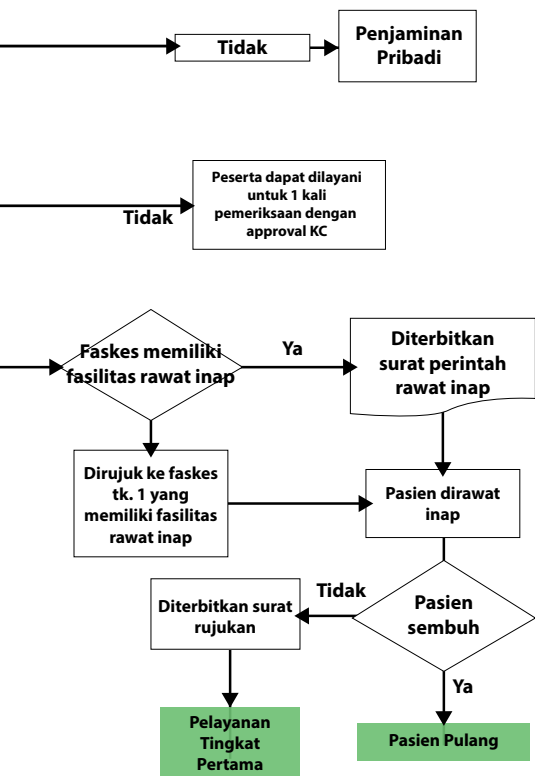 Tidak
Penjaminan
Pribadi
Peserta dapat dilayani
untuk 1 kali
pemeriksaan dengan
approval KC
Tidak
Faskes memiliki
fasilitas rawat inap
Ya
Diterbitkan
surat perintah
rawat inap
Dirujuk ke faskes
tk. 1 yang
memiliki fasilitas
rawat inap
Pasien dirawat
inap
Diterbitkan surat
rujukan
Tidak
Pasien
sembuh
Ya
Pelayanan
Tingkat
Pertama
Pasien Pulang